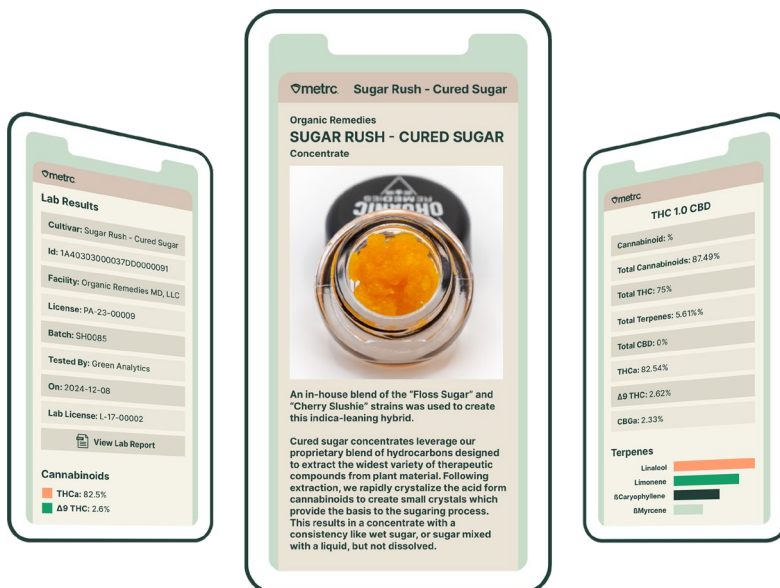 metrc
Lab Results
Cultivar: Sugar Rush - Cured Sugar
Id: 1A40303000037DD0000091
Facility: Organic Remedies MD, LLC
License: PA-23-00009
Batch: SH0085
Tested By: Green Analytics
On: 2024-12-08
Lab License: L-17-00002
View Lab Report
Cannabinoids
THCa: 82.5%
Δ9 THC: 2.6%
metrc Sugar Rush - Cured Sugar
Organic Remedies
SUGAR RUSH - CURED SUGAR
Concentrate
ORGANIC
REMEDIES
An in-house blend of the “Floss Sugar” and
“Cherry Slushie” strains was used to create
this indica-leaning hybrid.
Cured sugar concentrates leverage our
proprietary blend of hydrocarbons designed
to extract the widest variety of therapeutic
compounds from plant material. Following
extraction, we rapidly crystalize the acid form
cannabinoids to create small crystals which
provide the basis to the sugaring process.
This results in a concentrate with a
consistency like wet sugar, or sugar mixed
with a liquid, but not dissolved.
metrc
THC 1.0 CBD
Cannabinoid: %
Total Cannabinoids: 87.49%
Total THC: 75%
Total Terpenes: 5.61%%
Total CBD: 0%
THCa: 82.54%
Δ9 THC: 2.62%
CBGa: 2.33%
Terpenes
Linalool
Limonene
ßCaryophyllene
ßMyrcene